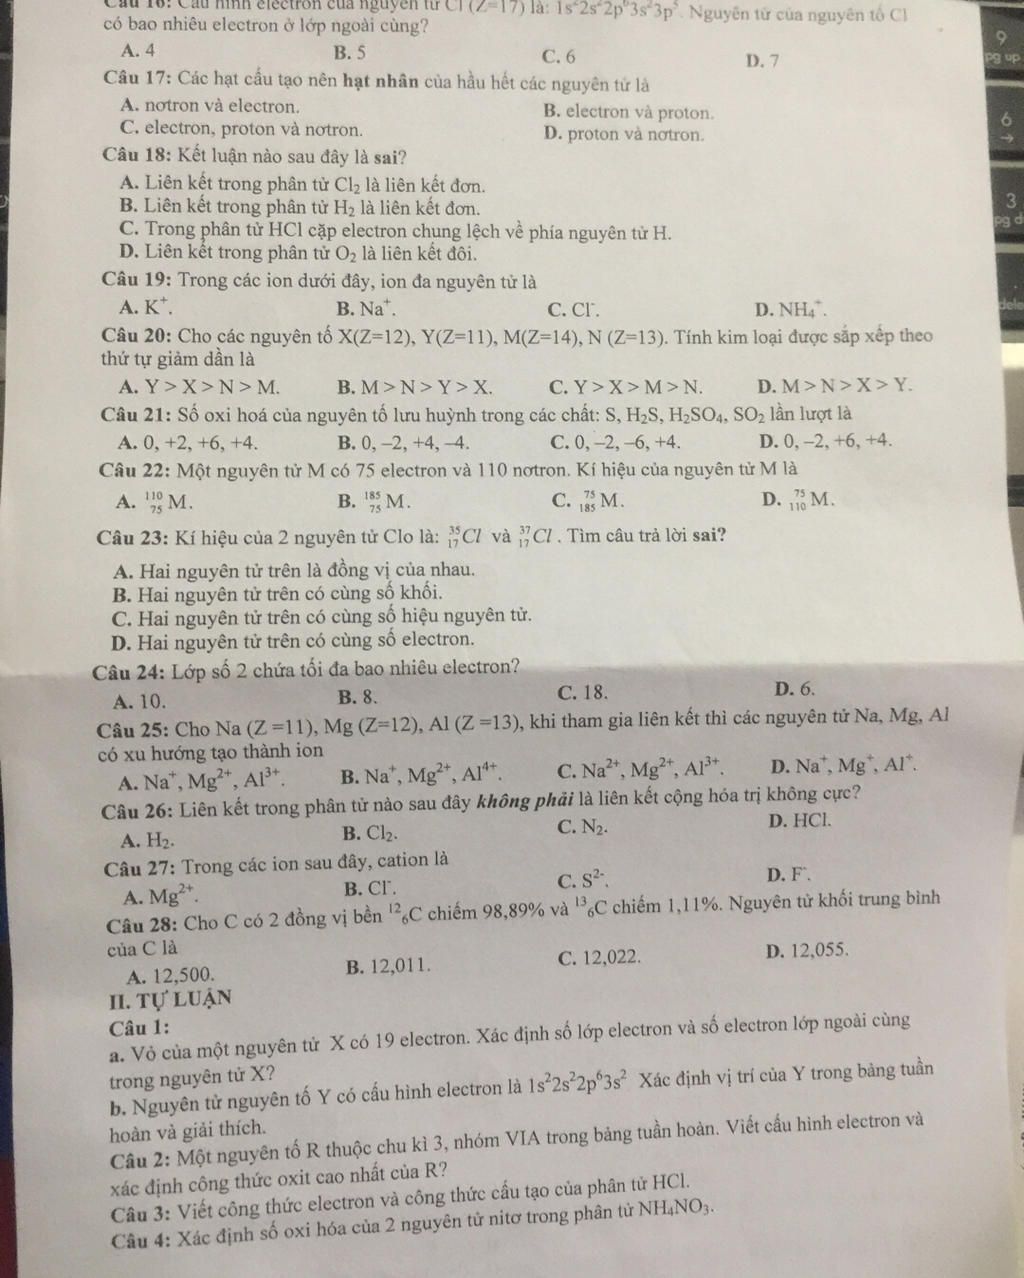 Câu 16: Cấu hình electron của nguyên tử Cl (Z=17) là: 1s²2s²2p⁶3s²3p⁵. Nguyên tử của nguyên tố Cl
có bao nhiêu electron ở lớp ngoài cùng?
A. 4 B. 5 C. 6 D. 7
Câu 17: Các hạt cấu tạo nên hạt nhân của hầu hết các nguyên tử là
A. nơtron và electron. B. electron và proton.
C. electron, proton và nơtron. D. proton và nơtron.
Câu 18: Kết luận nào sau đây là sai?
A. Liên kết trong phân tử Cl₂ là liên kết đơn.
B. Liên kết trong phân tử H₂ là liên kết đơn.
C. Trong phân tử HCl cặp electron chung lệch về phía nguyên tử H.
D. Liên kết trong phân tử O₂ là liên kết đôi.
Câu 19: Trong các ion dưới đây, ion đa nguyên tử là
A. K⁺. B. Na⁺. C. Cl⁻. D. NH₄⁺.
Câu 20: Cho các nguyên tố X(Z=12), Y(Z=11), M(Z=14), N (Z=13). Tính kim loại được sắp xếp theo
thứ tự giảm dần là
A. Y > X > N > M. B. M > N > Y > X. C. Y > X > M > N. D. M > N > X > Y.
Câu 21: Số oxi hoá của nguyên tố lưu huỳnh trong các chất: S, H₂S, H₂SO₄, SO₂ lần lượt là
A. 0, +2, +6, +4. B. 0, –2, +4, –4. C. 0, –2, –6, +4. D. 0, –2, +6, +4.
Câu 22: Một nguyên tử M có 75 electron và 110 nơtron. Kí hiệu của nguyên tử M là
A. ¹¹⁰₇₅M. B. ¹⁸⁵₇₅M. C. ⁷⁵₁₈₅M. D. ⁷⁵₁₁₀M.
Câu 23: Kí hiệu của 2 nguyên tử Clo là: ³⁵₁₇Cl và ³⁷₁₇Cl . Tìm câu trả lời sai?
A. Hai nguyên tử trên là đồng vị của nhau.
B. Hai nguyên tử trên có cùng số khối.
C. Hai nguyên tử trên có cùng số hiệu nguyên tử.
D. Hai nguyên tử trên có cùng số electron.
Câu 24: Lớp số 2 chứa tối đa bao nhiêu electron?
A. 10. B. 8. C. 18. D. 6.
Câu 25: Cho Na (Z =11), Mg (Z=12), Al (Z =13), khi tham gia liên kết thì các nguyên tử Na, Mg, Al
có xu hướng tạo thành ion
A. Na⁺, Mg²⁺, Al³⁺. B. Na⁺, Mg²⁺, Al⁴⁺. C. Na²⁺, Mg²⁺, Al³⁺. D. Na⁺, Mg⁺, Al⁺.
Câu 26: Liên kết trong phân tử nào sau đây không phải là liên kết cộng hóa trị không cực?
A. H₂. B. Cl₂. C. N₂. D. HCl.
Câu 27: Trong các ion sau đây, cation là
A. Mg²⁺. B. Cl⁻. C. S²⁻. D. F⁻.
Câu 28: Cho C có 2 đồng vị bền ¹²₆C chiếm 98,89% và ¹³₆C chiếm 1,11%. Nguyên tử khối trung bình
của C là
A. 12,500. B. 12,011. C. 12,022. D. 12,055.
II. TỰ LUẬN
Câu 1:
a. Vỏ của một nguyên tử X có 19 electron. Xác định số lớp electron và số electron lớp ngoài cùng
trong nguyên tử X?
b. Nguyên tử nguyên tố Y có cấu hình electron là 1s²2s²2p⁶3s² Xác định vị trí của Y trong bảng tuần
hoàn và giải thích.
Câu 2: Một nguyên tố R thuộc chu kì 3, nhóm VIA trong bảng tuần hoàn. Viết cấu hình electron và
xác định công thức oxit cao nhất của R?
Câu 3: Viết công thức electron và công thức cấu tạo của phân tử HCl.
Câu 4: Xác định số oxi hóa của 2 nguyên tử nitơ trong phân tử NH₄NO₃.
9
pg up
6
→
3